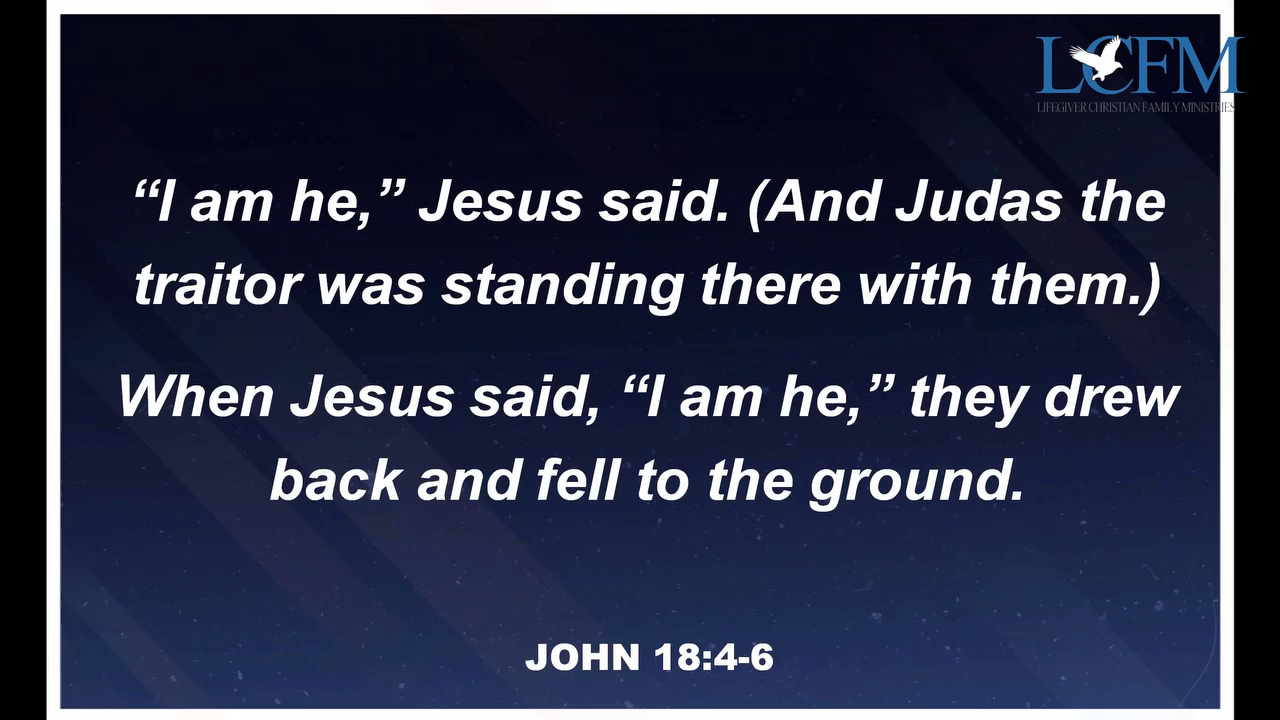 LCFM
LIFEGIVER CHRISTIAN FAMILY MINISTRIES
“I am he,” Jesus said. (And Judas the
traitor was standing there with them.)
When Jesus said, “I am he,” they drew
back and fell to the ground.
JOHN 18:4-6